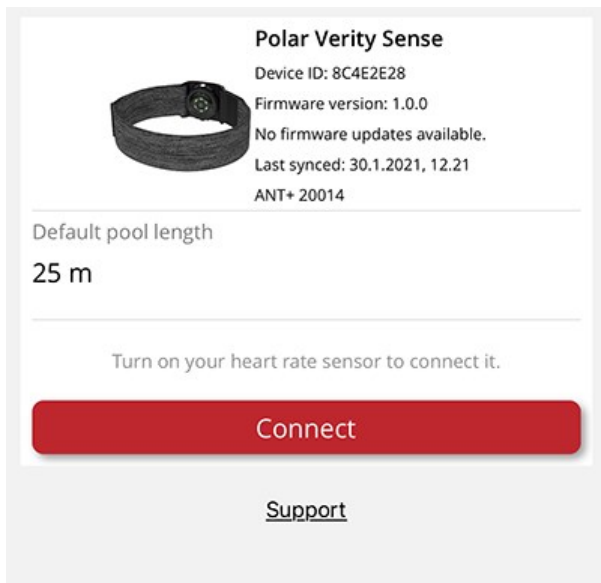 Polar Verity Sense
Device ID: 8C4E2E28
Firmware version: 1.0.0
No firmware updates available.
Last synced: 30.1.2021, 12.21
ANT+ 20014
Default pool length
25 m
Turn on your heart rate sensor to connect it.
Connect
Support